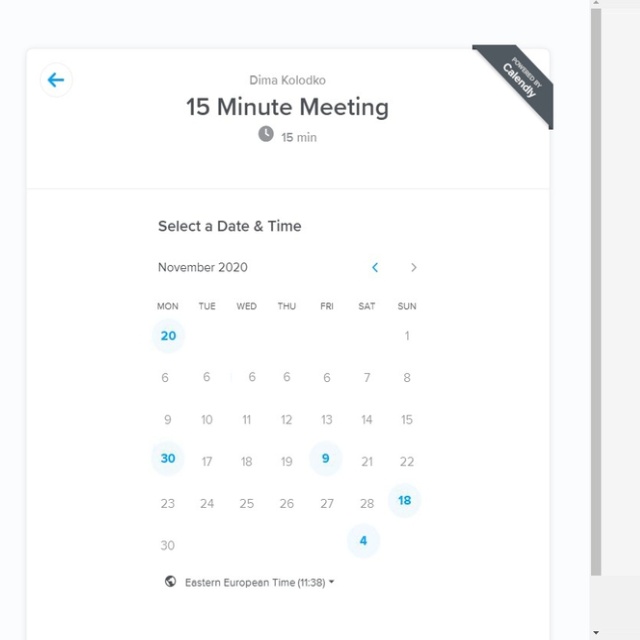 POWERED BY
Calendly
Dima Kolodko
15 Minute Meeting
15 min
Select a Date & Time
November 2020
MON TUE WED THU FRI SAT SUN
20 1
6 6 6 6 6 7 8
9 10 11 12 13 14 15
30 17 18 19 9 21 22
23 24 25 26 27 28 18
30 4
Eastern European Time (11:38)